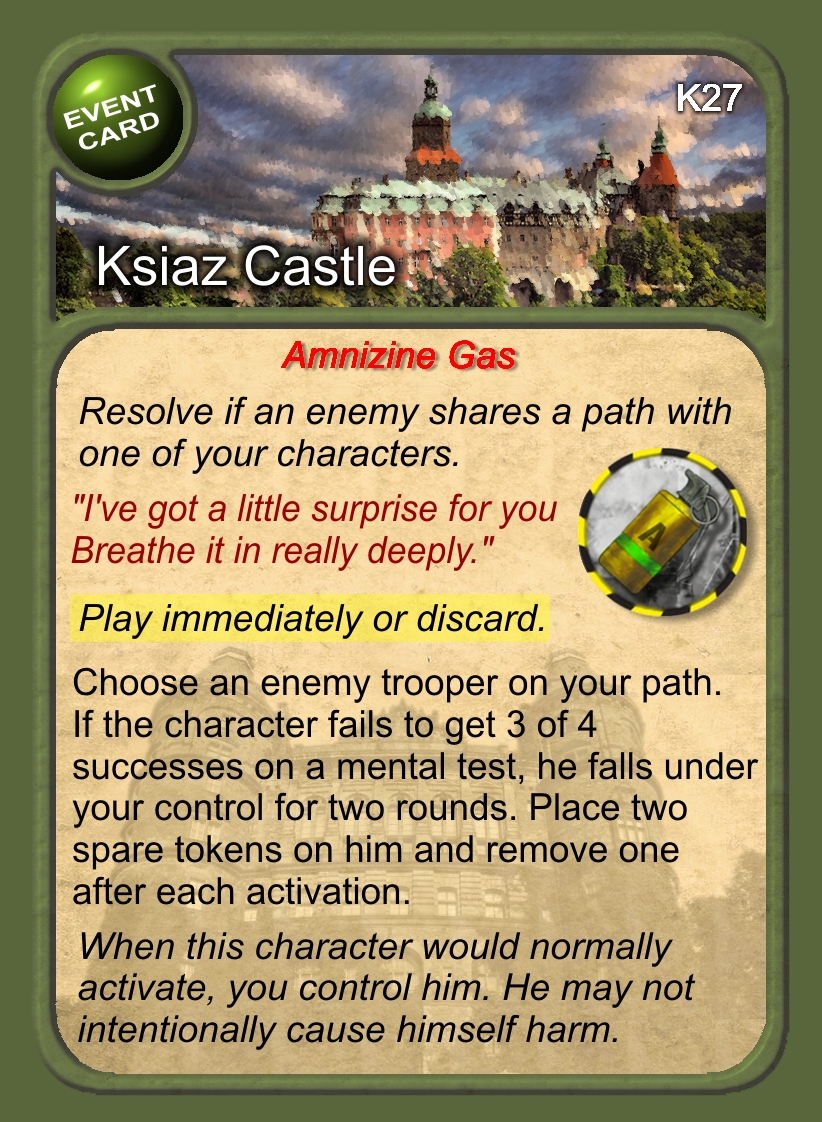 EVENT
CARD
K27
Ksiaz Castle
Amnizine Gas
Resolve if an enemy shares a path with
one of your characters.
"I've got a little surprise for you
Breathe it in really deeply."
A
Play immediately or discard.
Choose an enemy trooper on your path.
If the character fails to get 3 of 4
successes on a mental test, he falls under
your control for two rounds. Place two
spare tokens on him and remove one
after each activation.
When this character would normally
activate, you control him. He may not
intentionally cause himself harm.